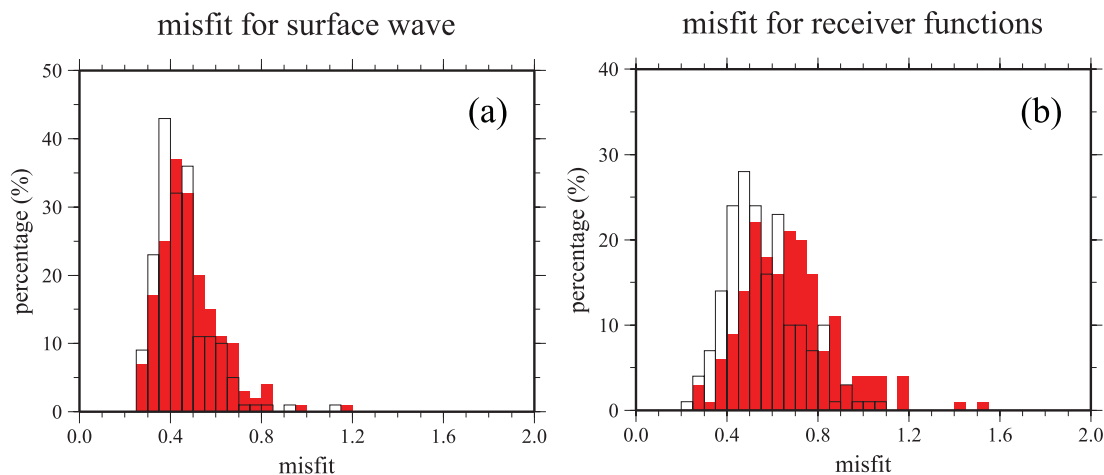 misfit for surface wave
misfit for receiver functions
(a)
percentage (%)
50
40
30
20
10
0
0.0 0.4 0.8 1.2 1.6 2.0
misfit
(b)
percentage (%)
40
30
20
10
0
0.0 0.4 0.8 1.2 1.6 2.0
misfit